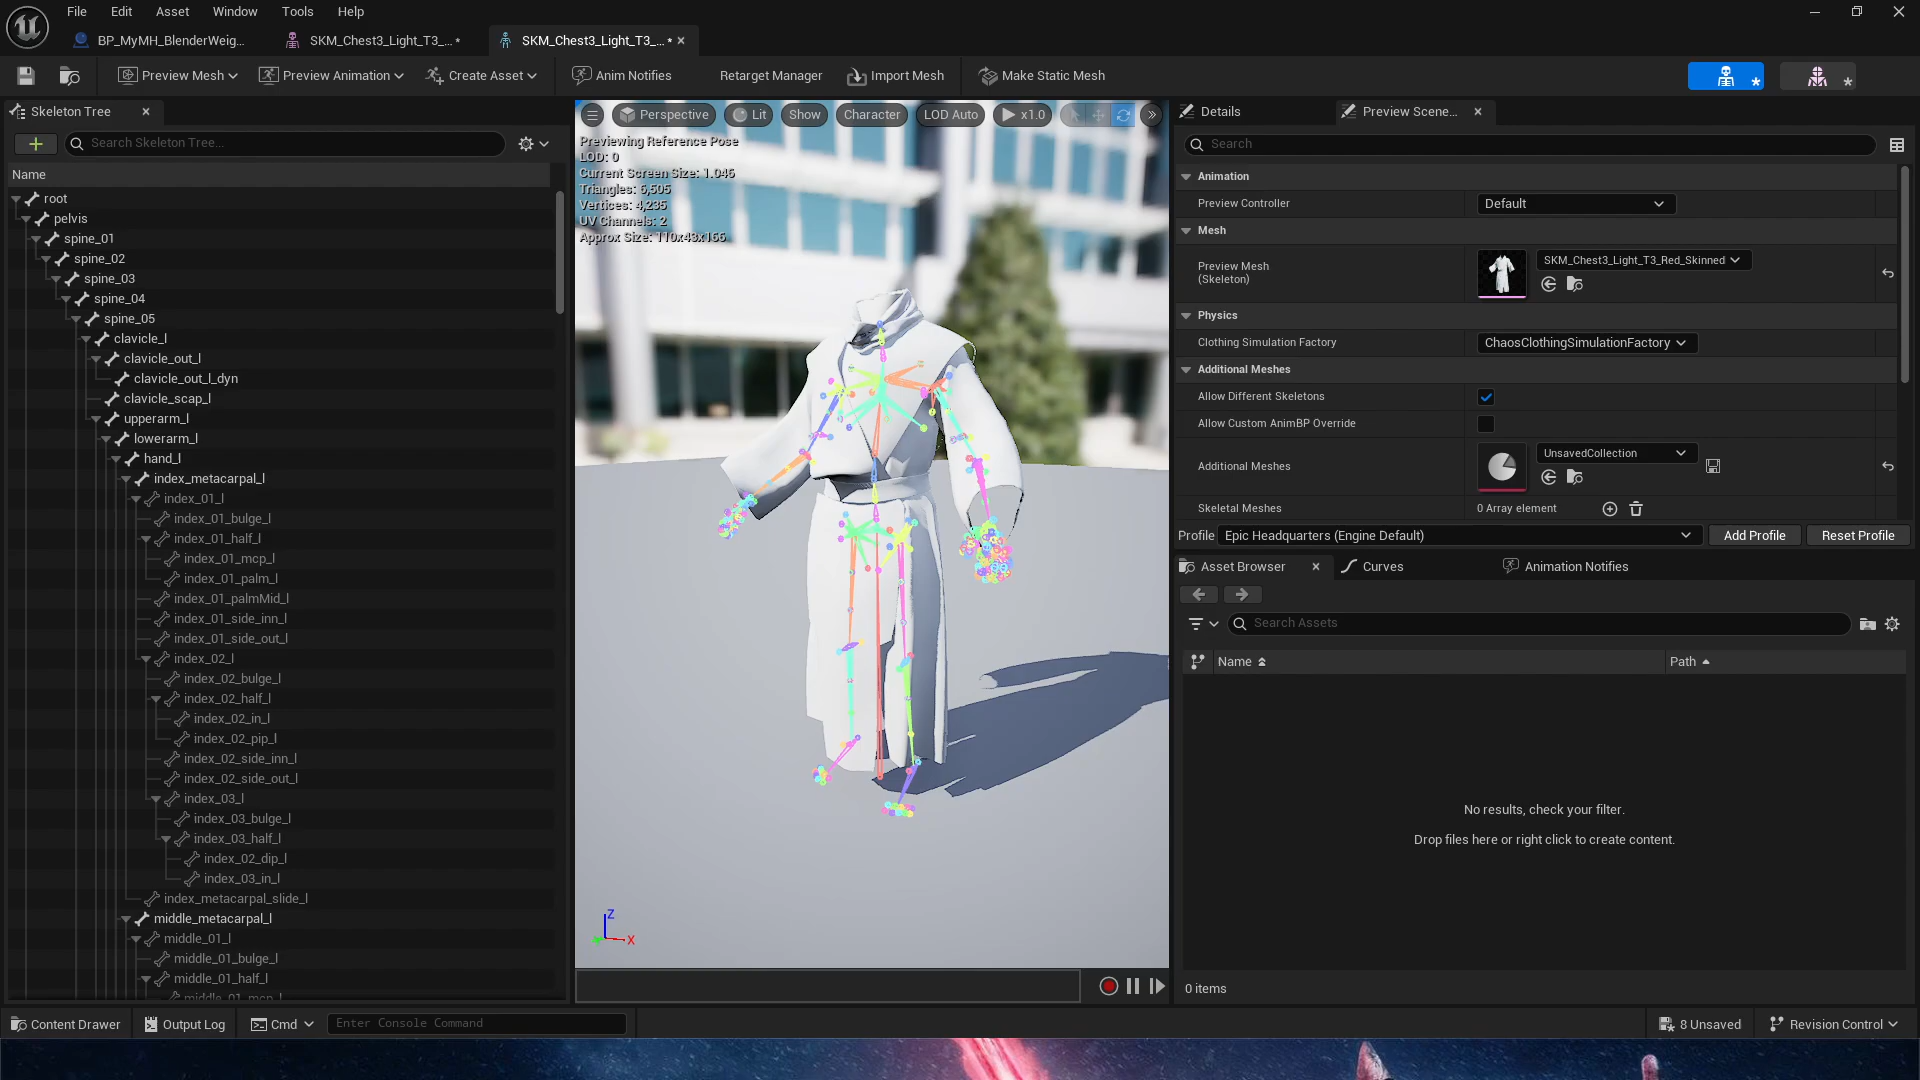 File Edit Asset Window Tools Help
BP_MyMH_BlenderWeig...
SKM_Chest3_Light_T3_... *
SKM_Chest3_Light_T3_... *
Preview Mesh
Preview Animation
Create Asset
Anim Notifies
Retarget Manager
Import Mesh
Make Static Mesh
Skeleton Tree
Search Skeleton Tree...
Name
root
pelvis
spine_01
spine_02
spine_03
spine_04
spine_05
clavicle_l
clavicle_out_l
clavicle_out_l_dyn
clavicle_scap_l
upperarm_l
lowerarm_l
hand_l
index_metacarpal_l
index_01_l
index_01_bulge_l
index_01_half_l
index_01_mcp_l
index_01_palm_l
index_01_palmMid_l
index_01_side_inn_l
index_01_side_out_l
index_02_l
index_02_bulge_l
index_02_half_l
index_02_in_l
index_02_pip_l
index_02_side_inn_l
index_02_side_out_l
index_03_l
index_03_bulge_l
index_03_half_l
index_02_dip_l
index_03_in_l
index_metacarpal_slide_l
middle_metacarpal_l
middle_01_l
middle_01_bulge_l
middle_01_half_l
middle_01_mcp_l
Perspective
Lit
Show
Character
LOD Auto
x1.0
Previewing Reference Pose
LOD: 0
Current Screen Size: 1.046
Triangles: 6,505
Vertices: 4,235
UV Channels: 2
Approx Size: 110x43x166
Z
X
Details
Preview Scene...
Search
Animation
Preview Controller
Default
Mesh
Preview Mesh
(Skeleton)
SKM_Chest3_Light_T3_Red_Skinned
Physics
Clothing Simulation Factory
ChaosClothingSimulationFactory
Additional Meshes
Allow Different Skeletons
Allow Custom AnimBP Override
Additional Meshes
UnsavedCollection
Skeletal Meshes
0 Array element
Profile
Epic Headquarters (Engine Default)
Add Profile
Reset Profile
Asset Browser
Curves
Animation Notifies
Search Assets
Name
Path
No results, check your filter.
Drop files here or right click to create content.
0 items
Content Drawer
Output Log
Cmd
Enter Console Command
8 Unsaved
Revision Control